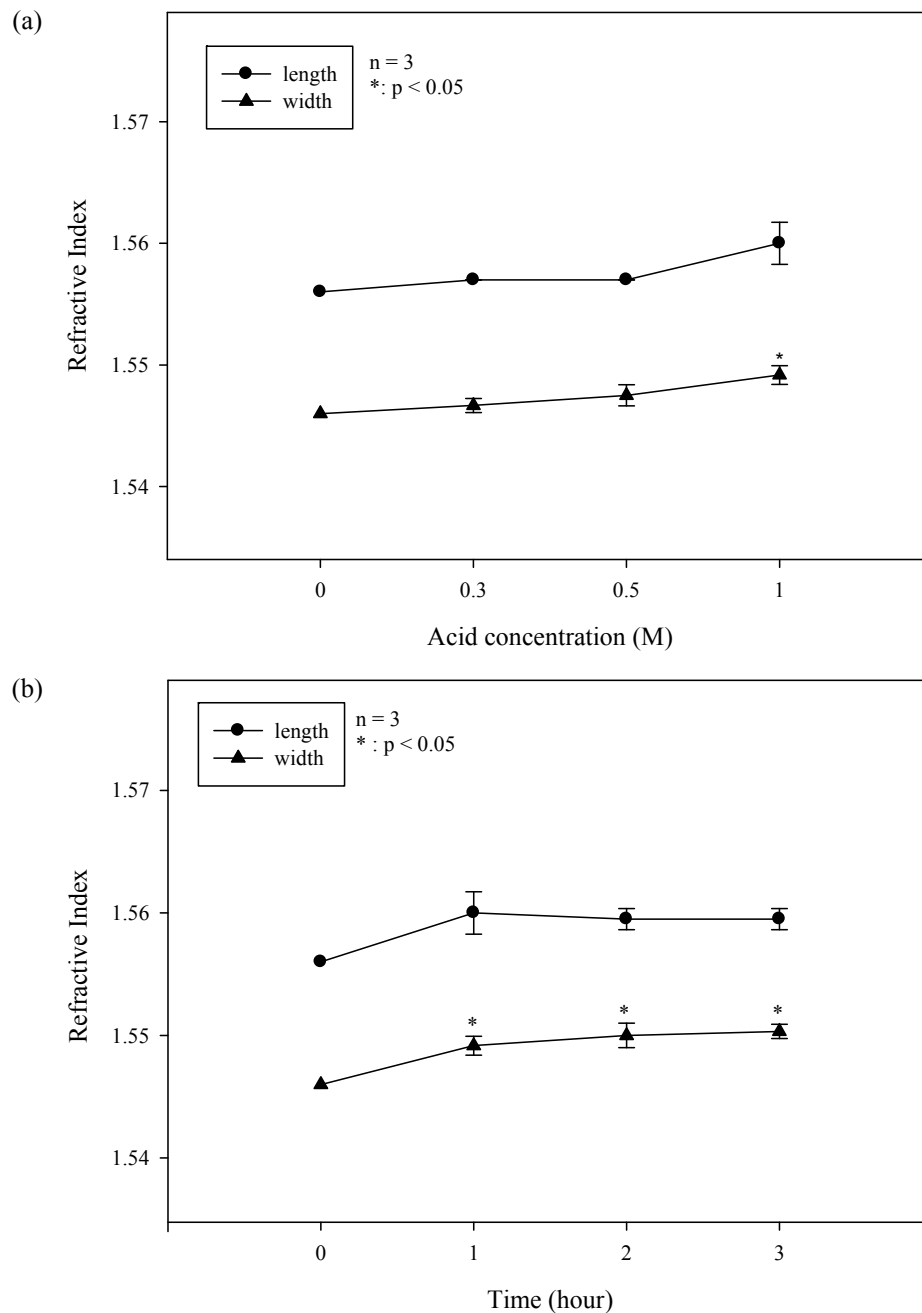 (a)
length
width
n = 3
*: p < 0.05
1.57
1.56
1.55
1.54
Refractive Index
*
0 0.3 0.5 1
Acid concentration (M)
(b)
length
width
n = 3
* : p < 0.05
1.57
1.56
1.55
1.54
Refractive Index
* * *
0 1 2 3
Time (hour)